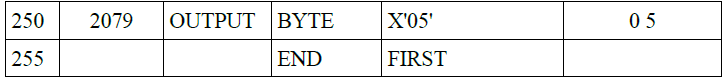 250 2079 OUTPUT BYTE X'05' 0 5
255 END FIRST